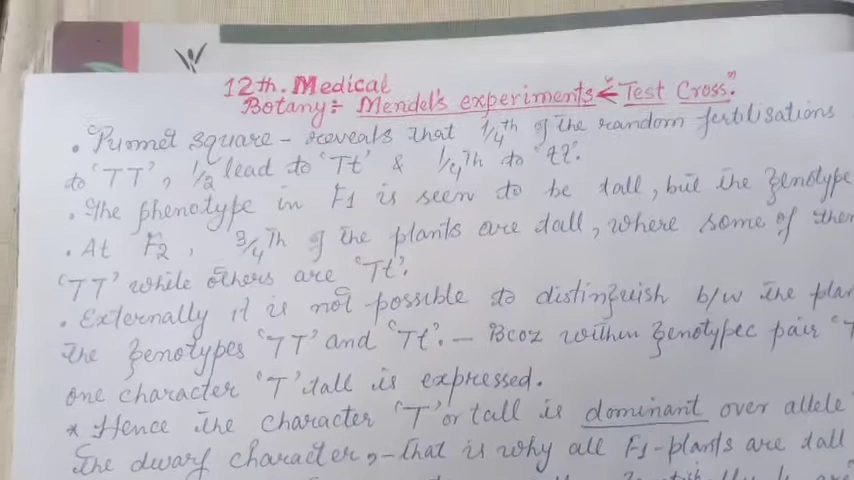 12th. Medical
Botany:- Mendel's experiments < "Test Cross."
• Punnet square - reveals that 1/4th of the random fertilisations
to 'TT', 1/2 lead to 'Tt' & 1/4Th to 'tt'.
• The phenotype in F1 is seen to be tall, but the genotype
• At F2, 3/4Th of the plants are tall, where some of them
'TT' while others are 'Tt'.
• Externally it is not possible to distinguish b/w the plan
the genotypes 'TT' and 'Tt'. - Bcoz within genotypec pair 'T
one character 'T' tall is expressed.
* Hence the character 'T' or tall is dominant over allele
The dwarf character, - that is why all F1-plants are tall